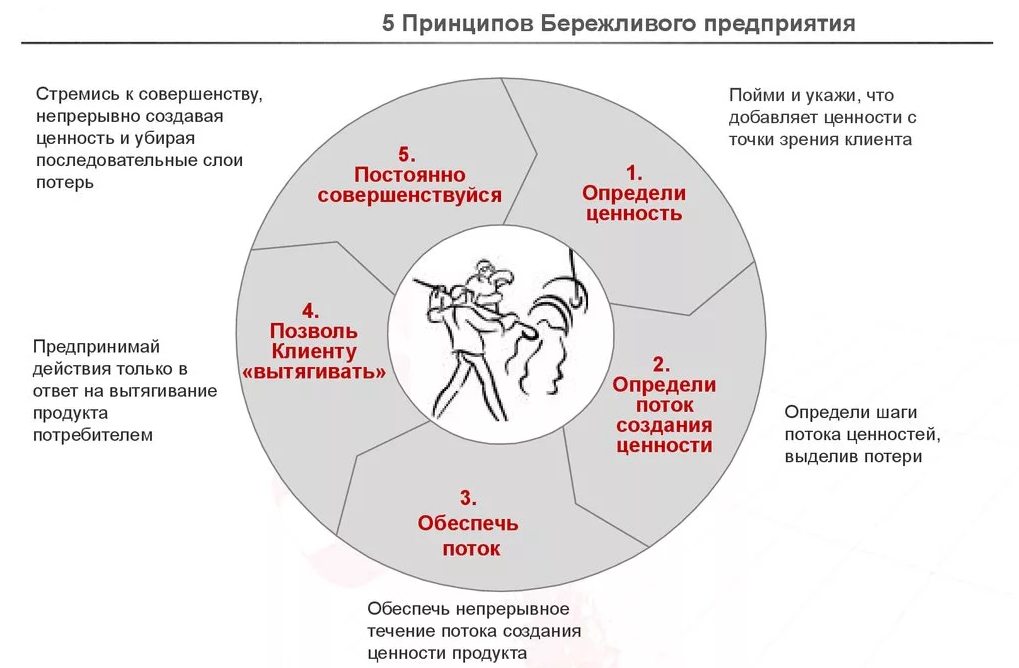 5 Принципов Бережливого предприятия
Стремись к совершенству,
непрерывно создавая
ценность и убирая
последовательные слои
потерь
Пойми и укажи, что
добавляет ценности с
точки зрения клиента
5.
Постоянно
совершенствуйся
1.
Определи
ценность
4.
Позволь
Клиенту
«вытягивать»
Предпринимай
действия только в
ответ на вытягивание
продукта
потребителем
2.
Определи
поток
создания
ценности
Определи шаги
потока ценностей,
выделив потери
3.
Обеспечь
поток
Обеспечь непрерывное
течение потока создания
ценности продукта